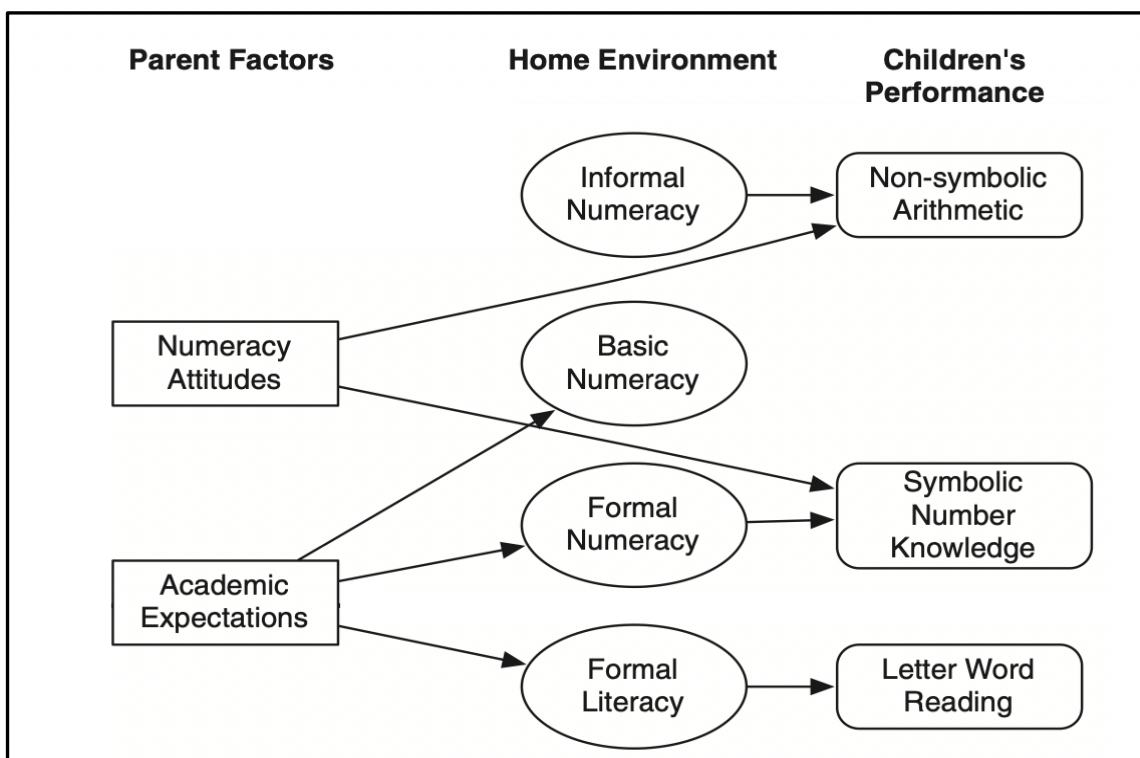 Parent Factors
Home Environment
Children's
Performance
Informal
Numeracy
Non-symbolic
Arithmetic
Numeracy
Attitudes
Basic
Numeracy
Formal
Numeracy
Symbolic
Number
Knowledge
Academic
Expectations
Formal
Literacy
Letter Word
Reading